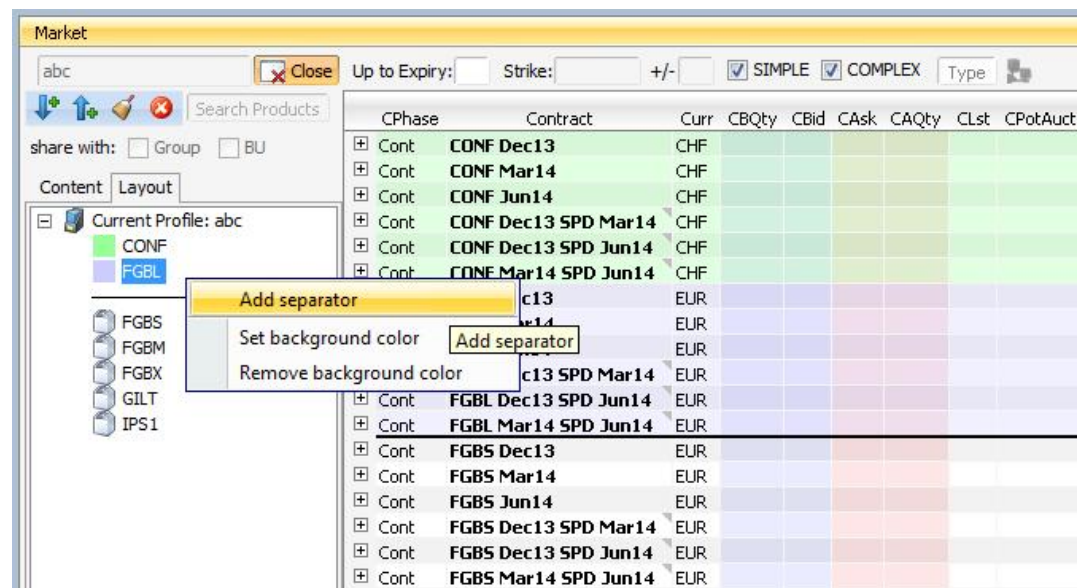 Market
abc Close Up to Expiry: Strike: +/- SIMPLE COMPLEX Type
Search Products
share with: Group BU
Content Layout
Current Profile: abc
CONF
FGBL
FGBS
FGBM
FGBX
GILT
IPS1
Add separator
Set background color
Remove background color
Add separator
CPhase Contract Curr CBQty CBid CAsk CAQty CLst CPotAuct
Cont CONF Dec13 CHF
Cont CONF Mar14 CHF
Cont CONF Jun14 CHF
Cont CONF Dec13 SPD Mar14 CHF
Cont CONF Dec13 SPD Jun14 CHF
Cont CONF Mar14 SPD Jun14 CHF
c13 EUR
EUR
EUR
c13 SPD Mar14 EUR
Cont FGBL Dec13 SPD Jun14 EUR
Cont FGBL Mar14 SPD Jun14 EUR
Cont FGBS Dec13 EUR
Cont FGBS Mar14 EUR
Cont FGBS Jun14 EUR
Cont FGBS Dec13 SPD Mar14 EUR
Cont FGBS Dec13 SPD Jun14 EUR
Cont FGBS Mar14 SPD Jun14 EUR